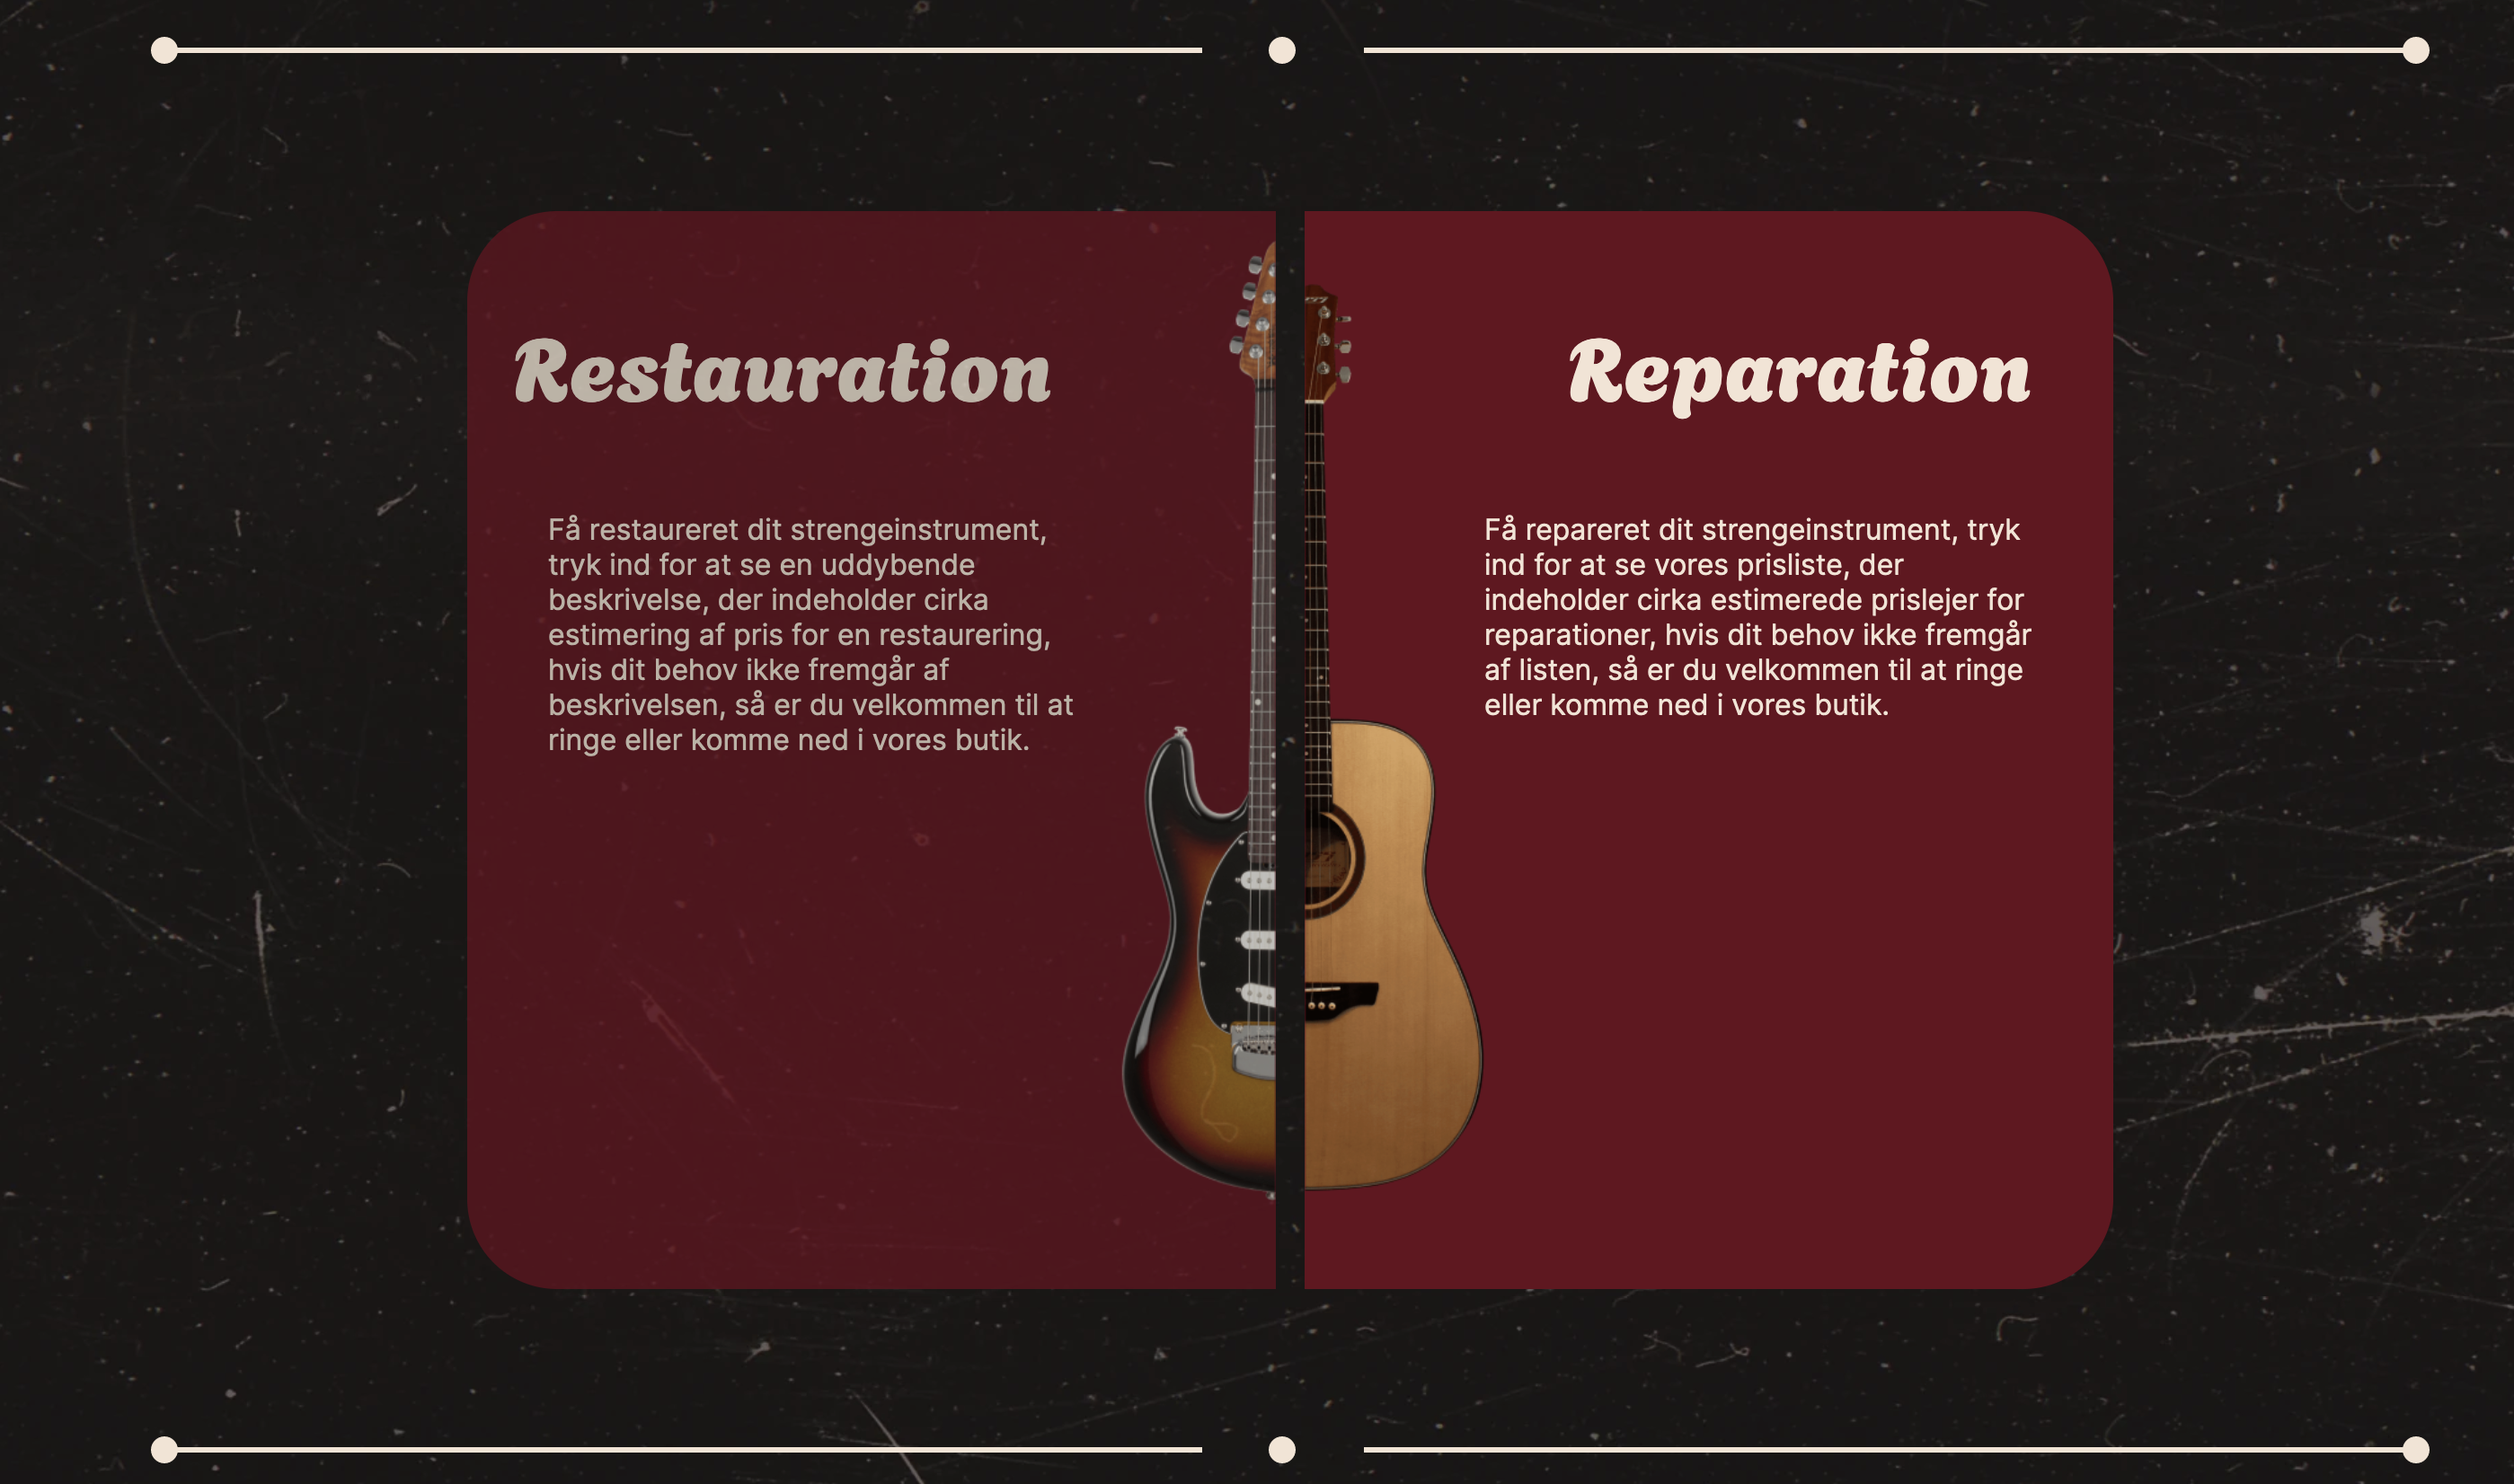 Restauration
Få restaureret dit strengeinstrument,
tryk ind for at se en uddybende
beskrivelse, der indeholder cirka
estimering af pris for en restaurering,
hvis dit behov ikke fremgår af
beskrivelsen, så er du velkommen til at
ringe eller komme ned i vores butik.
Reparation
Få repareret dit strengeinstrument, tryk
ind for at se vores prisliste, der
indeholder cirka estimerede prislejer for
reparationer, hvis dit behov ikke fremgår
af listen, så er du velkommen til at ringe
eller komme ned i vores butik.